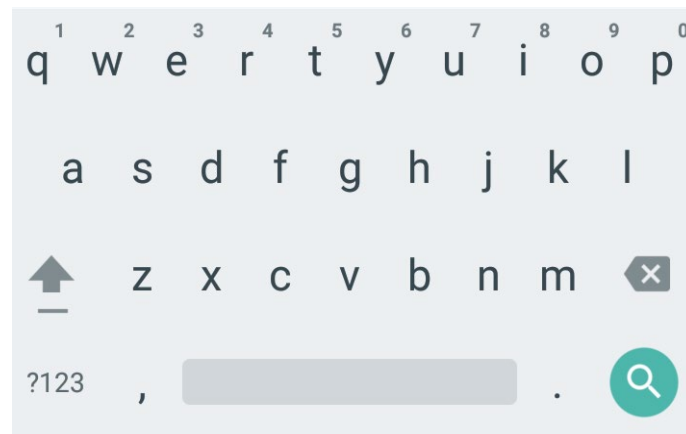 1 2 3 4 5 6 7 8 9 0
q w e r t y u i o p
a s d f g h j k l
z x c v b n m
?123 , .